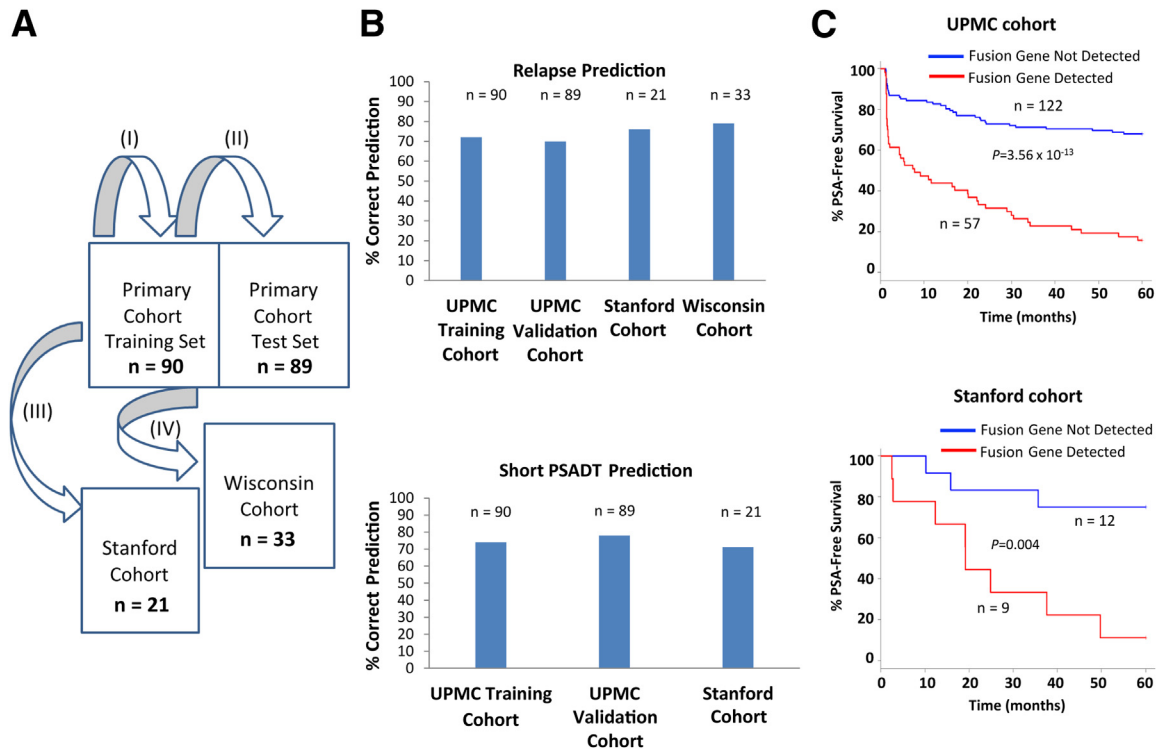 A
(I)
(II)
Primary
Cohort
Training Set
n = 90
Primary
Cohort
Test Set
n = 89
(III)
(IV)
Wisconsin
Cohort
n = 33
Stanford
Cohort
n = 21
B
Relapse Prediction
% Correct Prediction
100
90
80
70
60
50
40
30
20
10
0
n = 90
n = 89
n = 21
n = 33
UPMC
Training
Cohort
UPMC
Validation
Cohort
Stanford
Cohort
Wisconsin
Cohort
Short PSADT Prediction
% Correct Prediction
100
90
80
70
60
50
40
30
20
10
0
n = 90
n = 89
n = 21
UPMC Training
Cohort
UPMC
Validation
Cohort
Stanford
Cohort
C
UPMC cohort
Fusion Gene Not Detected
Fusion Gene Detected
% PSA-Free Survival
100
80
60
40
20
0
n = 122
P=3.56 x 10-13
n = 57
0 10 20 30 40 50 60
Time (months)
Stanford cohort
Fusion Gene Not Detected
Fusion Gene Detected
% PSA-Free Survival
100
80
60
40
20
0
n = 12
P=0.004
n = 9
0 10 20 30 40 50 60
Time (months)